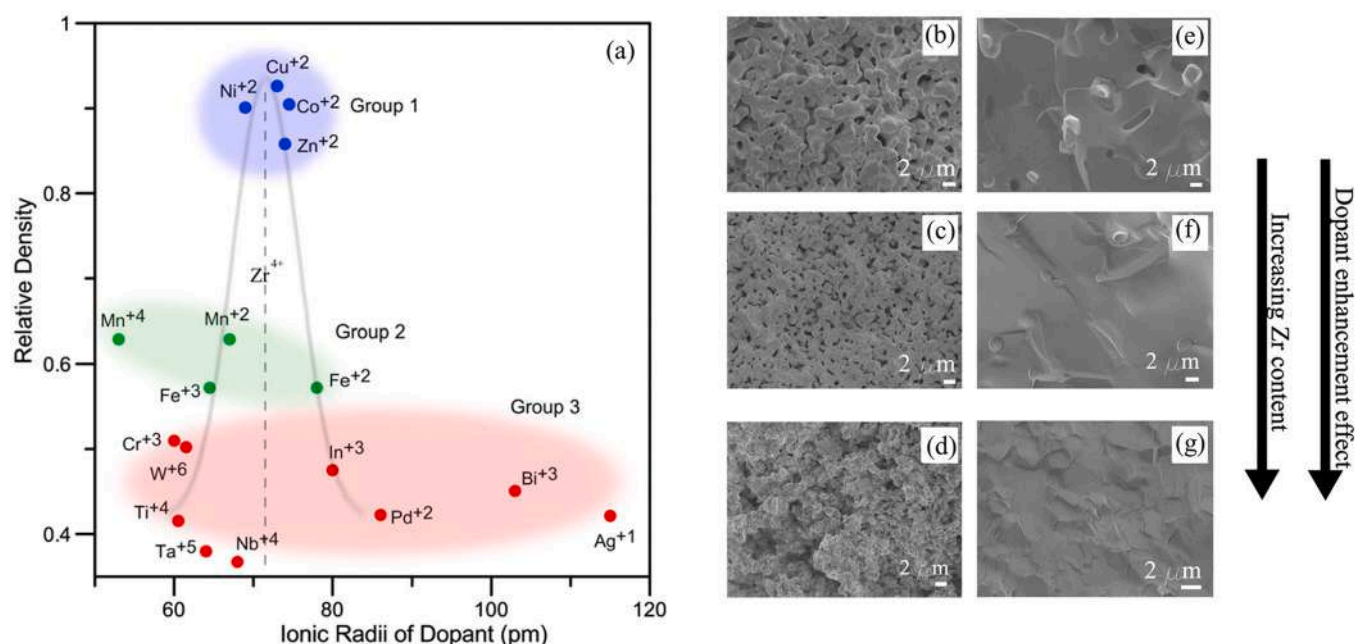 (a)
1
0.8
0.6
0.4
Relative Density
60
80
100
120
Ionic Radii of Dopant (pm)
Cu+2
Ni+2
Co+2
Group 1
Zn+2
Zr4+
Mn+4
Mn+2
Group 2
Fe+3
Fe+2
Group 3
Cr+3
W+6
In+3
Bi+3
Ti+4
Pd+2
Ag+1
Ta+5
Nb+4
(b)
2 μm
(e)
2 μm
(c)
2 μm
(f)
2 μm
(d)
2 μm
(g)
2 μm
Increasing Zr content
Dopant enhancement effect